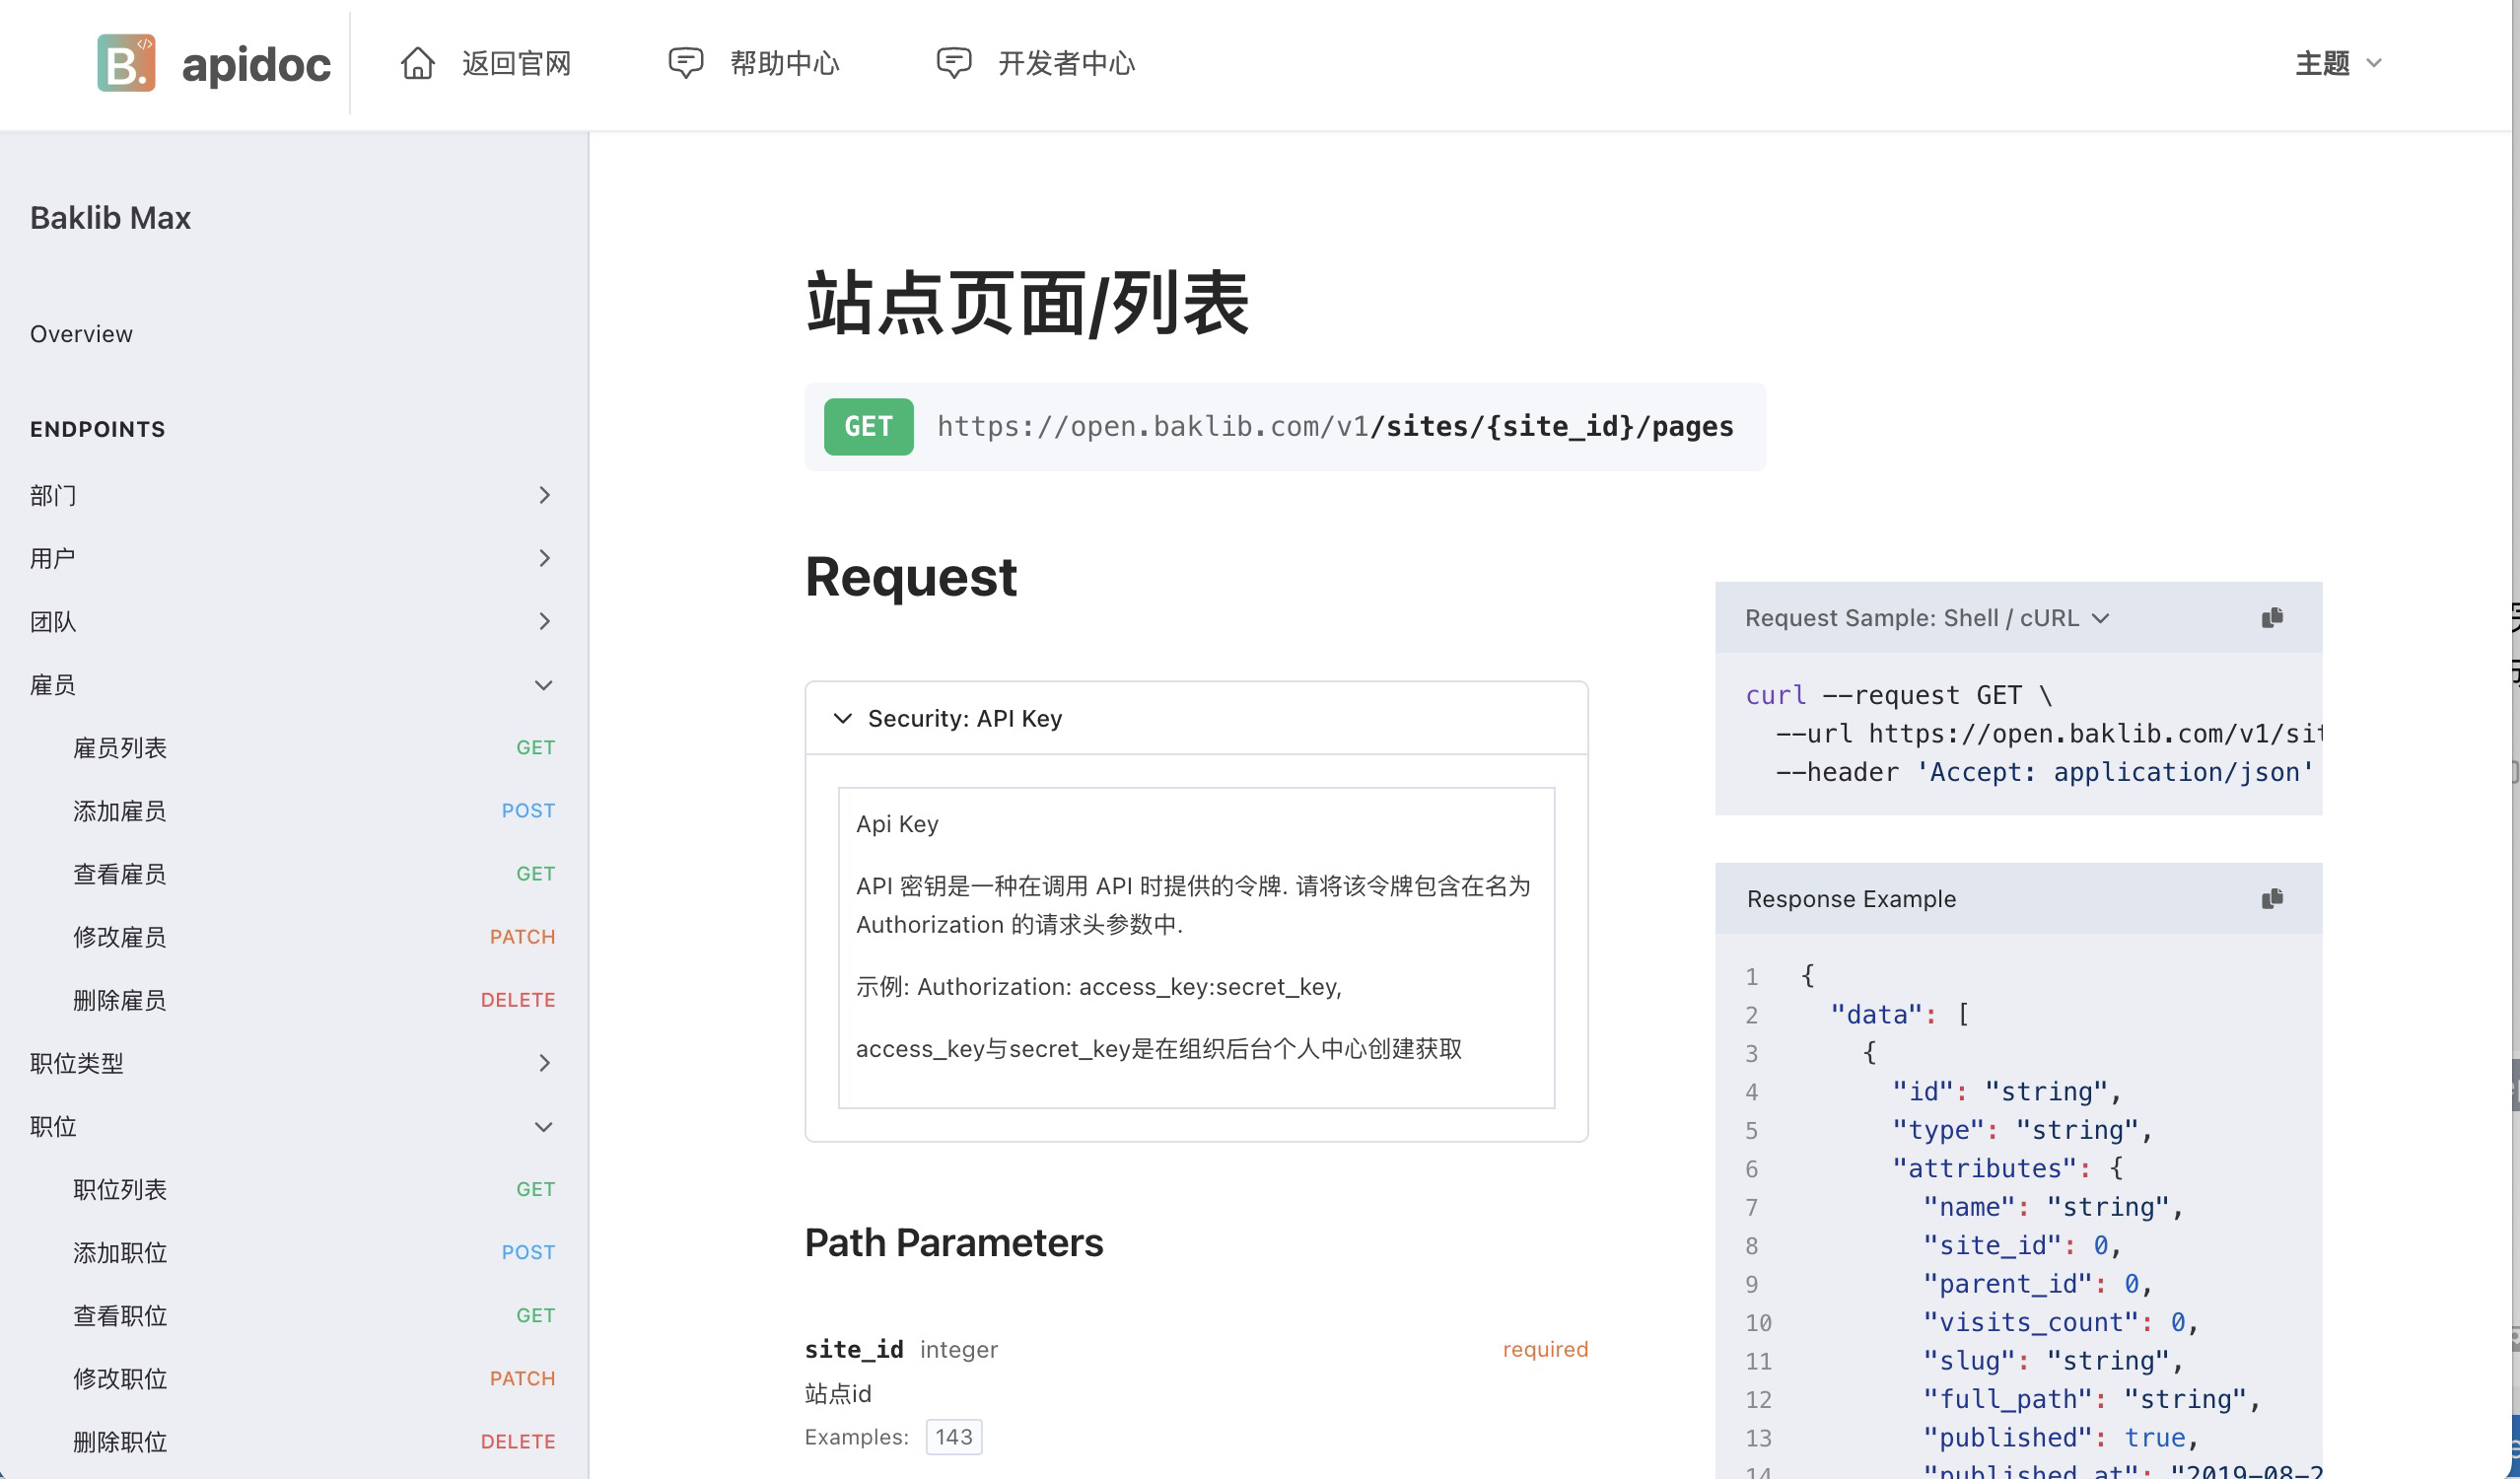 B.
apidoc
返回官网
帮助中心
开发者中心
主题
Baklib Max
Overview
ENDPOINTS
部门
用户
团队
雇员
雇员列表 GET
添加雇员 POST
查看雇员 GET
修改雇员 PATCH
删除雇员 DELETE
职位类型
职位
职位列表 GET
添加职位 POST
查看职位 GET
修改职位 PATCH
删除职位 DELETE
站点页面/列表
GET https://open.baklib.com/v1/sites/{site_id}/pages
Request
Security: API Key
Api Key
API 密钥是一种在调用 API 时提供的令牌. 请将该令牌包含在名为
Authorization 的请求头参数中.
示例: Authorization: access_key:secret_key,
access_key与secret_key是在组织后台个人中心创建获取
Path Parameters
site_id integer required
站点id
Examples: 143
Request Sample: Shell / cURL
curl --request GET \
--url https://open.baklib.com/v1/sit
--header 'Accept: application/json'
Response Example
1 {
2 "data": [
3 {
4 "id": "string",
5 "type": "string",
6 "attributes": {
7 "name": "string",
8 "site_id": 0,
9 "parent_id": 0,
10 "visits_count": 0,
11 "slug": "string",
12 "full_path": "string",
13 "published": true,
14 "published_at": "2019-08-2